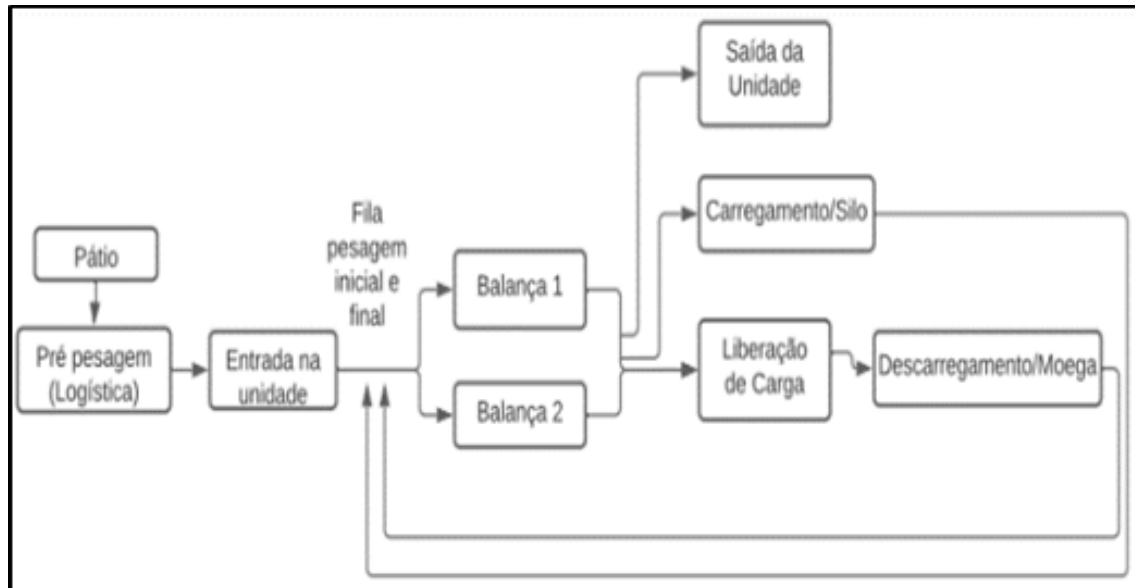 Pátio
Pré pesagem
(Logística)
Entrada na
unidade
Fila
pesagem
inicial e
final
Balança 1
Balança 2
Saída da
Unidade
Carregamento/Silo
Liberação
de Carga
Descarregamento/Moega